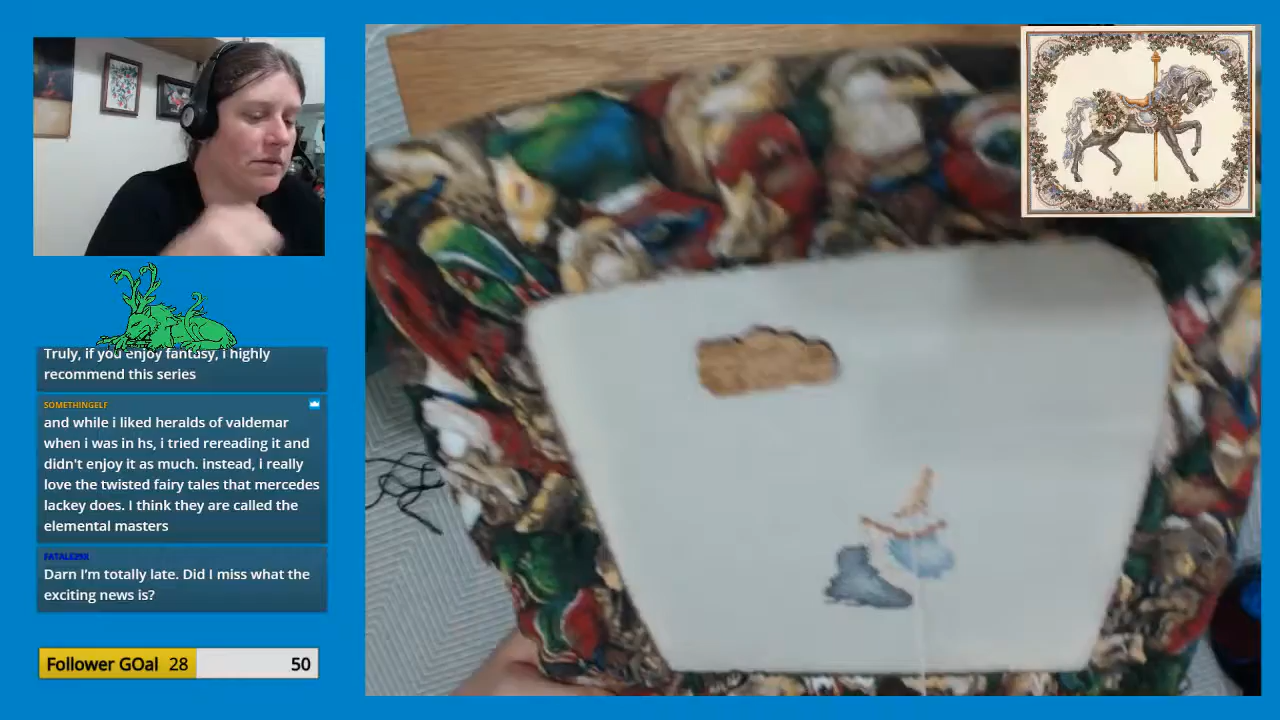 Truly, if you enjoy fantasy, i highly
recommend this series
SOMETHINGELF
and while i liked heralds of valdemar
when i was in hs, i tried rereading it and
didn't enjoy it as much. instead, i really
love the twisted fairy tales that mercedes
lackey does. I think they are called the
elemental masters
Darn I'm totally late. Did I miss what the
exciting news is?
Follower GOal 28 50